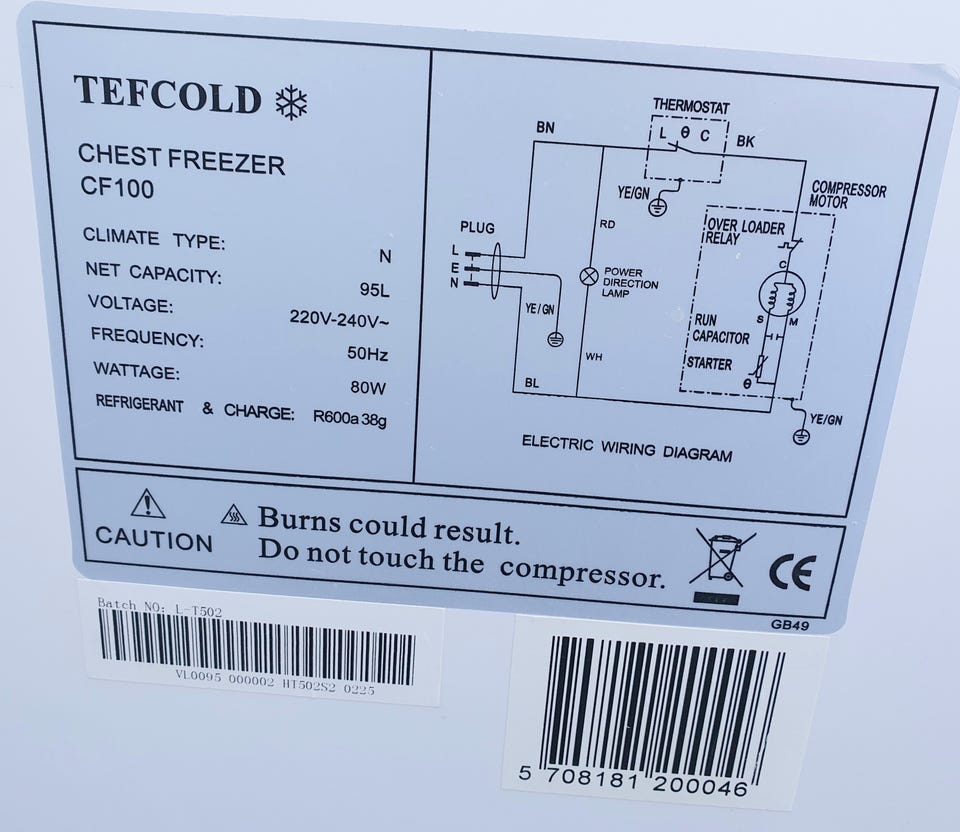 TEFCOLD
CHEST FREEZER
CF100
CLIMATE TYPE: N
NET CAPACITY: 95L
VOLTAGE: 220V-240V~
FREQUENCY: 50Hz
WATTAGE: 80W
REFRIGERANT & CHARGE: R600a 38g
THERMOSTAT
L θ C
BN
BK
YE/GN
COMPRESSOR
MOTOR
OVER LOADER
RELAY
RD
PLUG
L
E
N
POWER
DIRECTION
LAMP
YE/GN
C
S M
RUN
CAPACITOR
STARTER
θ
WH
BL
YE/GN
ELECTRIC WIRING DIAGRAM
CAUTION
Burns could result.
Do not touch the compressor.
CE
GB49
Batch NO: L-T502
VL0095 000002 HT502S2 0225
5 708181 200046